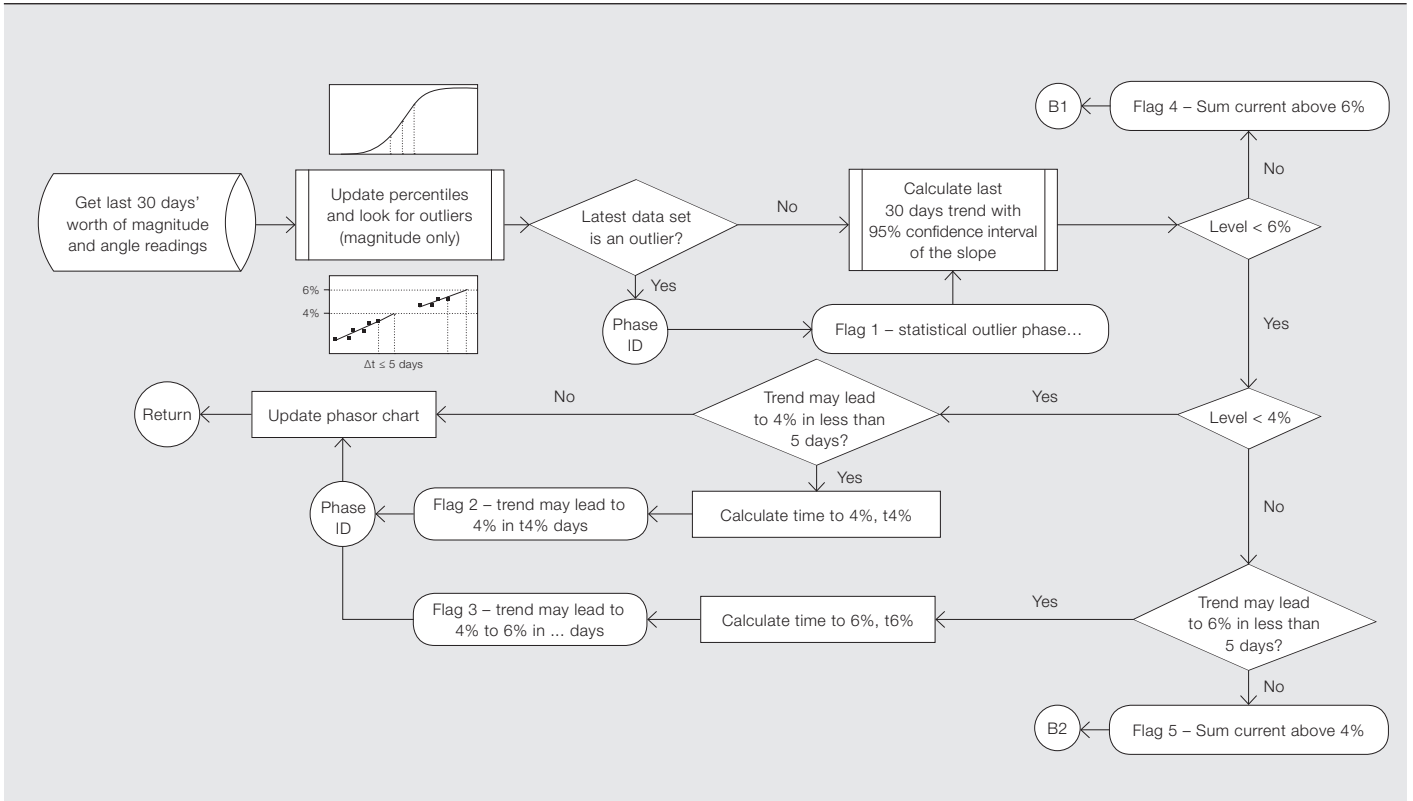 B1
Flag 4 – Sum current above 6%
No
Get last 30 days’
worth of magnitude
and angle readings
Update percentiles
and look for outliers
(magnitude only)
Latest data set
is an outlier?
No
Calculate last
30 days trend with
95% confidence interval
of the slope
Level < 6%
Yes
6%
4%
Δt ≤ 5 days
Phase
ID
Flag 1 – statistical outlier phase…
Yes
Return
Update phasor chart
No
Trend may lead
to 4% in less than
5 days?
Yes
Level < 4%
Yes
Phase
ID
Flag 2 – trend may lead to
4% in t4% days
Calculate time to 4%, t4%
No
Flag 3 – trend may lead to
4% to 6% in ... days
Calculate time to 6%, t6%
Yes
Trend may lead
to 6% in less than
5 days?
No
B2
Flag 5 – Sum current above 4%